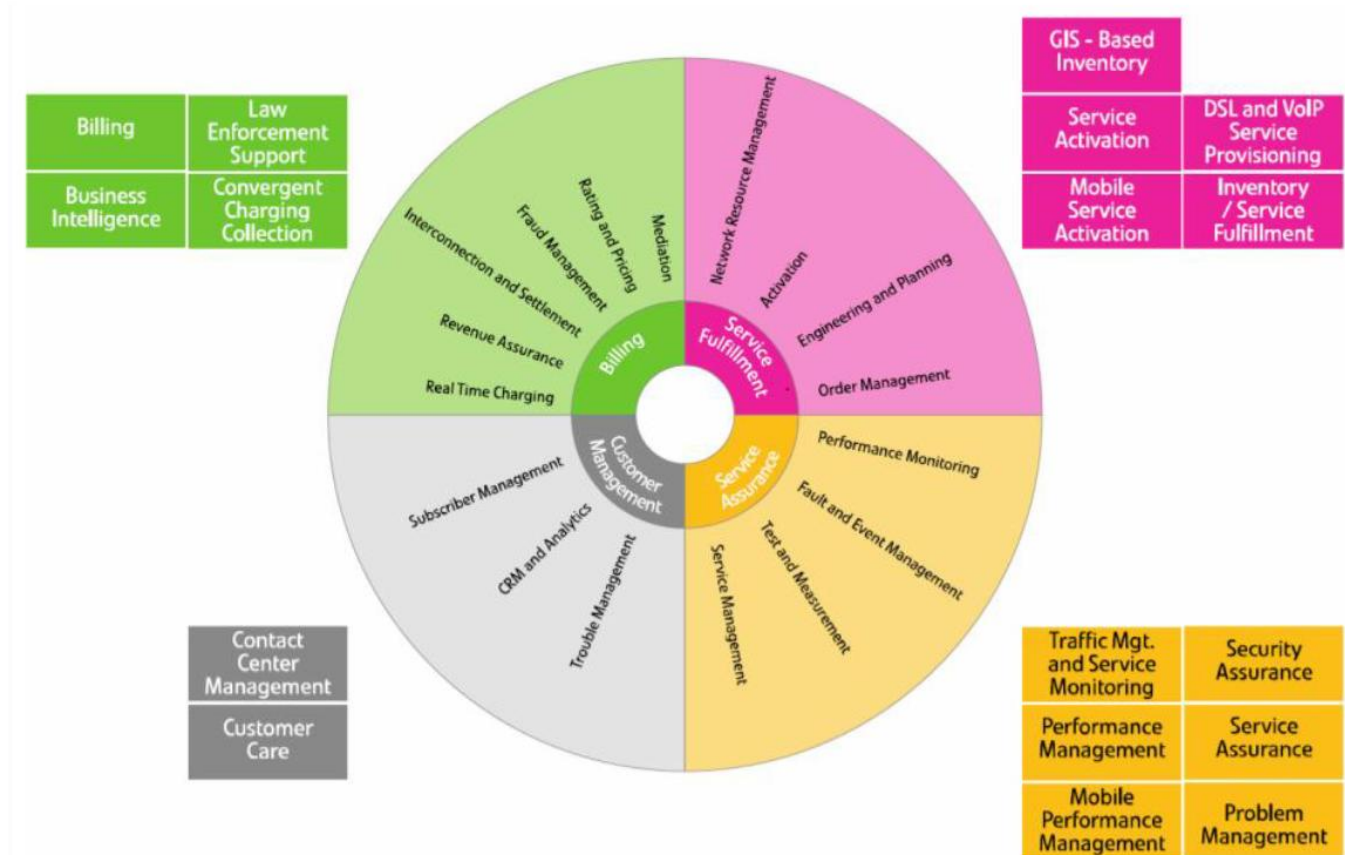 Billing
Law
Enforcement
Support
Business
Intelligence
Convergent
Charging
Collection
GIS - Based
Inventory
Service
Activation
DSL and VoIP
Service
Provisioning
Mobile
Service
Activation
Inventory
/ Service
Fulfillment
Billing
Real Time Charging
Revenue Assurance
Interconnection and Settlement
Fraud Management
Rating and Pricing
Mediation
Service
Fulfillment
Network Resource Management
Activation
Engineering and Planning
Order Management
Customer
Management
Subscriber Management
CRM and Analytics
Trouble Management
Service
Assurance
Performance Monitoring
Fault and Event Management
Test and Measurement
Service Management
Contact
Center
Management
Customer
Care
Traffic Mgt.
and Service
Monitoring
Security
Assurance
Performance
Management
Service
Assurance
Mobile
Performance
Management
Problem
Management